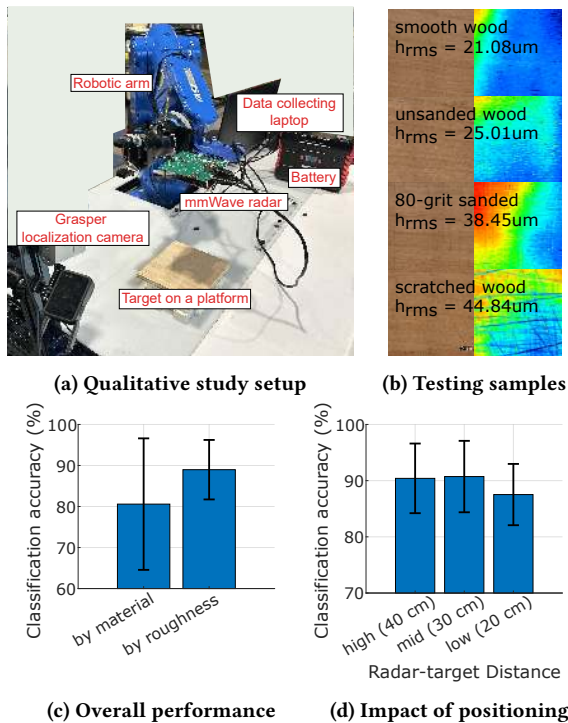 Robotic arm
Data collecting
laptop
Battery
mmWave radar
Grasper
localization camera
Target on a platform
smooth wood
hrms = 21.08um
unsanded wood
hrms = 25.01um
80-grit sanded
hrms = 38.45um
scratched wood
hrms = 44.84um
(a) Qualitative study setup
(b) Testing samples
Classification accuracy (%)
100
90
80
70
60
by material
by roughness
Classification accuracy (%)
100
90
80
70
high (40 cm)
mid (30 cm)
low (20 cm)
Radar-target Distance
(c) Overall performance
(d) Impact of positioning